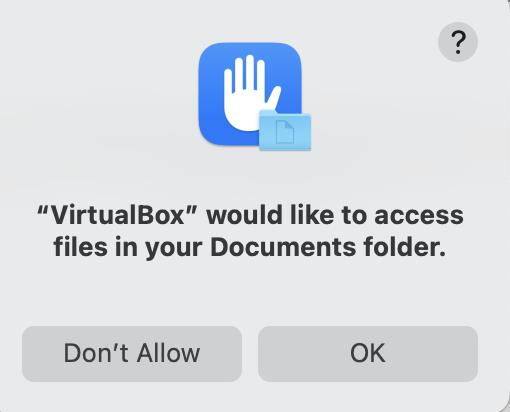 ?
“VirtualBox” would like to access
files in your Documents folder.
Don’t Allow
OK